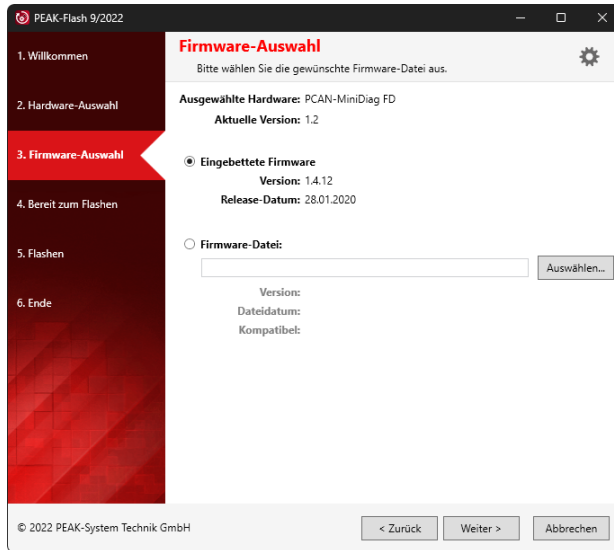 PEAK-Flash 9/2022
1. Willkommen
2. Hardware-Auswahl
3. Firmware-Auswahl
4. Bereit zum Flashen
5. Flashen
6. Ende
Firmware-Auswahl
Bitte wählen Sie die gewünschte Firmware-Datei aus.
Ausgewählte Hardware: PCAN-MiniDiag FD
Aktuelle Version: 1.2
Eingebettete Firmware
Version: 1.4.12
Release-Datum: 28.01.2020
Firmware-Datei:
Auswählen...
Version:
Dateidatum:
Kompatibel:
© 2022 PEAK-System Technik GmbH
< Zurück
Weiter >
Abbrechen